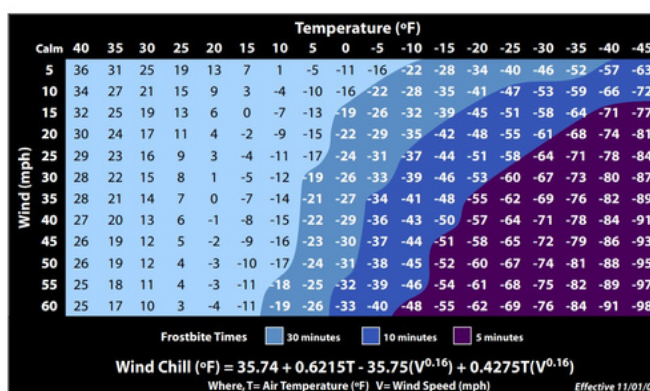 Temperature (ºF)
Calm 40 35 30 25 20 15 10 5 0 -5 -10 -15 -20 -25 -30 -35 -40 -45
5 36 31 25 19 13 7 1 -5 -11 -16 -22 -28 -34 -40 -46 -52 -57 -63
10 34 27 21 15 9 3 -4 -10 -16 -22 -28 -35 -41 -47 -53 -59 -66 -72
15 32 25 19 13 6 0 -7 -13 -19 -26 -32 -39 -45 -51 -58 -64 -71 -77
20 30 24 17 11 4 -2 -9 -15 -22 -29 -35 -42 -48 -55 -61 -68 -74 -81
25 29 23 16 9 3 -4 -11 -17 -24 -31 -37 -44 -51 -58 -64 -71 -78 -84
30 28 22 15 8 1 -5 -12 -19 -26 -33 -39 -46 -53 -60 -67 -73 -80 -87
35 28 21 14 7 0 -7 -14 -21 -27 -34 -41 -48 -55 -62 -69 -76 -82 -89
40 27 20 13 6 -1 -8 -15 -22 -29 -36 -43 -50 -57 -64 -71 -78 -84 -91
45 26 19 12 5 -2 -9 -16 -23 -30 -37 -44 -51 -58 -65 -72 -79 -86 -93
50 26 19 12 4 -3 -10 -17 -24 -31 -38 -45 -52 -60 -67 -74 -81 -88 -95
55 25 18 11 4 -3 -11 -18 -25 -32 -39 -46 -54 -61 -68 -75 -82 -89 -97
60 25 17 10 3 -4 -11 -19 -26 -33 -40 -48 -55 -62 -69 -76 -84 -91 -98
Wind (mph)
Frostbite Times 30 minutes 10 minutes 5 minutes
Wind Chill (ºF) = 35.74 + 0.6215T - 35.75(V^0.16) + 0.4275T(V^0.16)
Where, T= Air Temperature (ºF) V= Wind Speed (mph) Effective 11/01/0